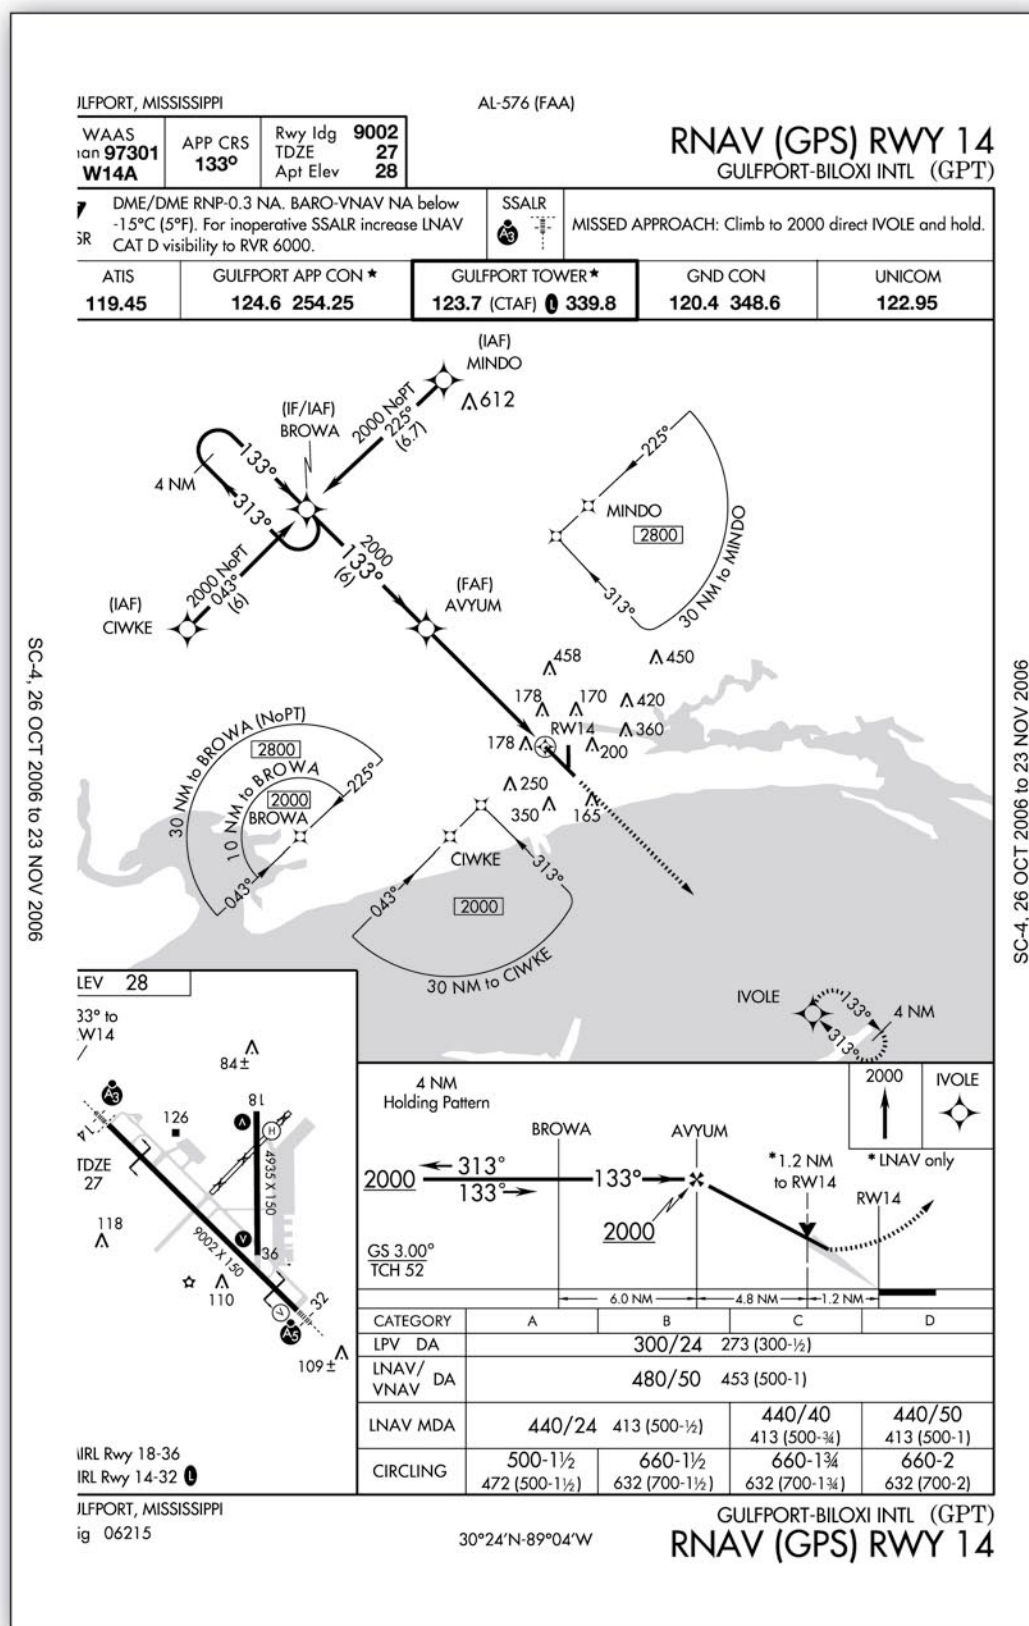 ULFPORT, MISSISSIPPI
AL-576 (FAA)
WAAS
han 97301
W14A
APP CRS
133°
Rwy ldg 9002
TDZE 27
Apt Elev 28
RNAV (GPS) RWY 14
GULFPORT-BILOXI INTL (GPT)
SR
DME/DME RNP-0.3 NA. BARO-VNAV NA below
-15°C (5°F). For inoperative SSALR increase LNAV
CAT D visibility to RVR 6000.
SSALR
A3
MISSED APPROACH: Climb to 2000 direct IVOLE and hold.
ATIS
119.45
GULFPORT APP CON ★
124.6 254.25
GULFPORT TOWER★
123.7 (CTAF) L 339.8
GND CON
120.4 348.6
UNICOM
122.95
(IAF)
MINDO
612
2000 NoPT
225°
(6.7)
(IF/IAF)
BROWA
133°
4 NM
313°
2000
133°
(6)
2000 NoPT
043°
(6)
(IAF)
CIWKE
(FAF)
AVYUM
225°
MINDO
2800
313°
30 NM to MINDO
458
450
178
170
420
RW14
360
178
200
250
350
165
30 NM to BROWA (NoPT)
2800
10 NM to BROWA
2000
BROWA
225°
043°
CIWKE
313°
043°
2000
30 NM to CIWKE
IVOLE
133°
4 NM
313°
SC-4, 26 OCT 2006 to 23 NOV 2006
SC-4, 26 OCT 2006 to 23 NOV 2006
LEV 28
33° to
W14
84±
A3
18
14
126
V
H
TDZE
27
4935 X 150
118
9002 X 150
V
36
110
32
V
A5
109±
IRL Rwy 18-36
IRL Rwy 14-32 L
4 NM
Holding Pattern
2000
IVOLE
BROWA
AVYUM
*1.2 NM
to RW14
*LNAV only
RW14
2000
313°
133°
133°
2000
GS 3.00°
TCH 52
6.0 NM
4.8 NM
1.2 NM
CATEGORY A B C D
LPV DA 300/24 273 (300-½)
LNAV/
VNAV DA 480/50 453 (500-1)
LNAV MDA 440/24 413 (500-½) 440/40
413 (500-¾) 440/50
413 (500-1)
CIRCLING 500-1½
472 (500-1½) 660-1½
632 (700-1½) 660-1¾
632 (700-1¾) 660-2
632 (700-2)
ULFPORT, MISSISSIPPI
ig 06215
30°24'N-89°04'W
GULFPORT-BILOXI INTL (GPT)
RNAV (GPS) RWY 14